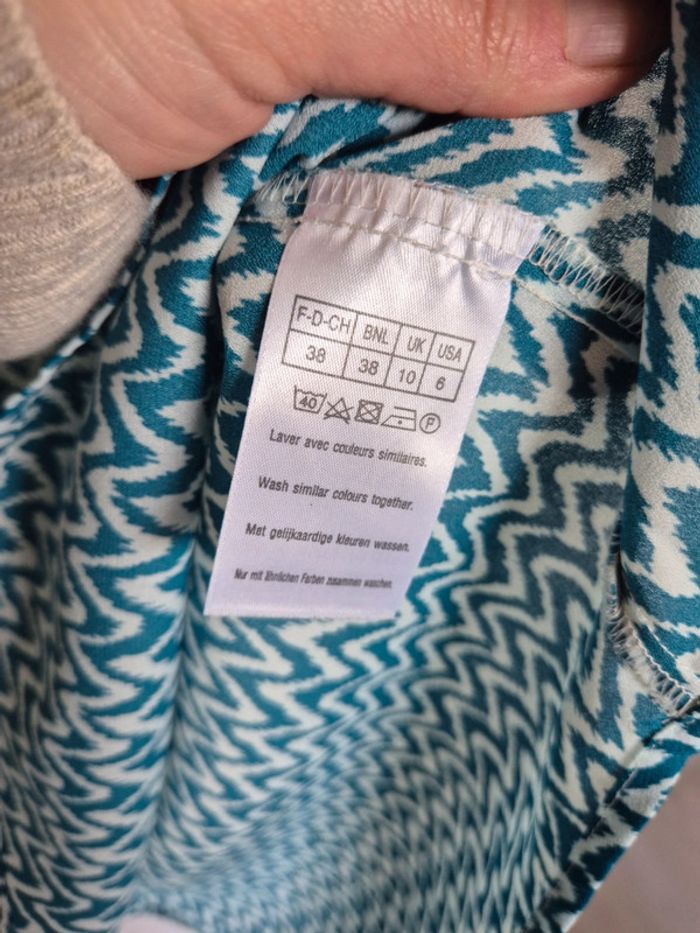 F-D-CH BNL UK USA
38 38 10 6
40 P
Laver avec couleurs similaires.
Wash similar colours together.
Met gelijkaardige kleuren wassen.
Nur mit ähnlichen Farben zusammen waschen.